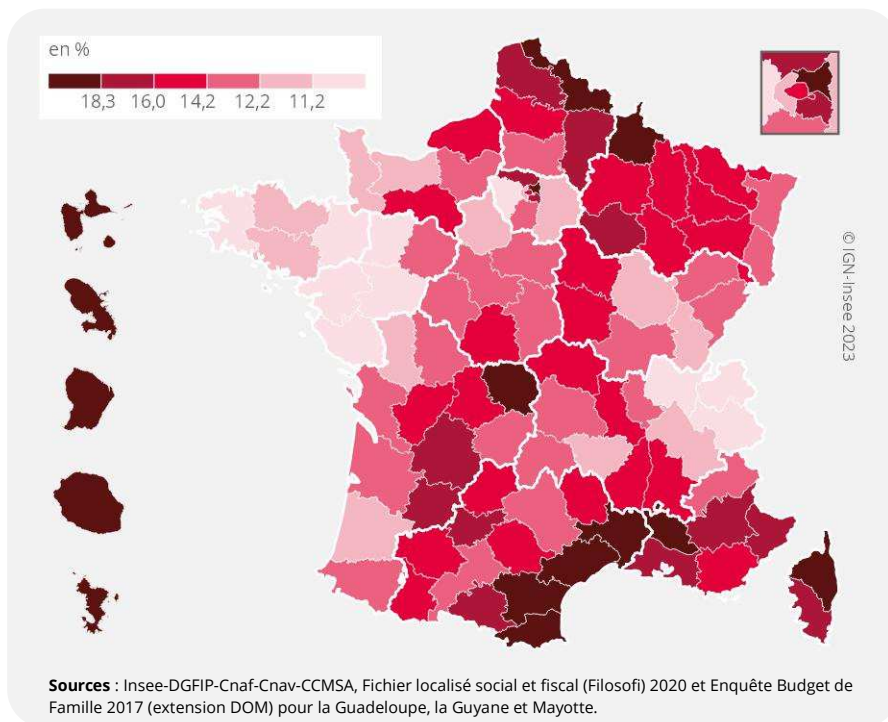 en %
18,3 16,0 14,2 12,2 11,2
© IGN-Insee 2023
Sources : Insee-DGFIP-Cnaf-Cnav-CCMSA, Fichier localisé social et fiscal (Filosofi) 2020 et Enquête Budget de
Famille 2017 (extension DOM) pour la Guadeloupe, la Guyane et Mayotte.